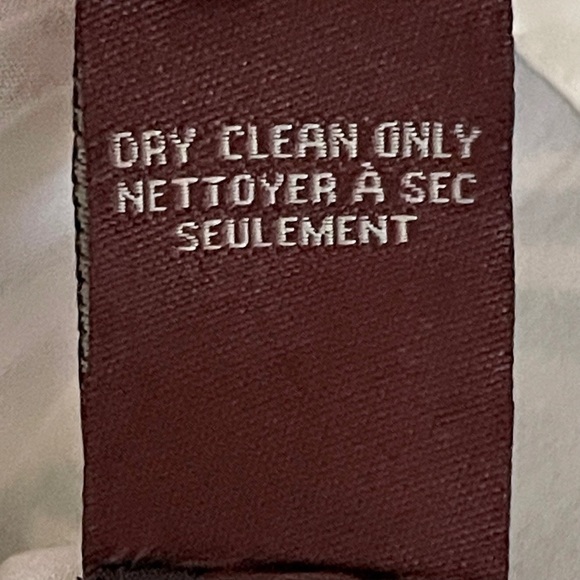 DRY CLEAN ONLY
NETTOYER À SEC
SEULEMENT